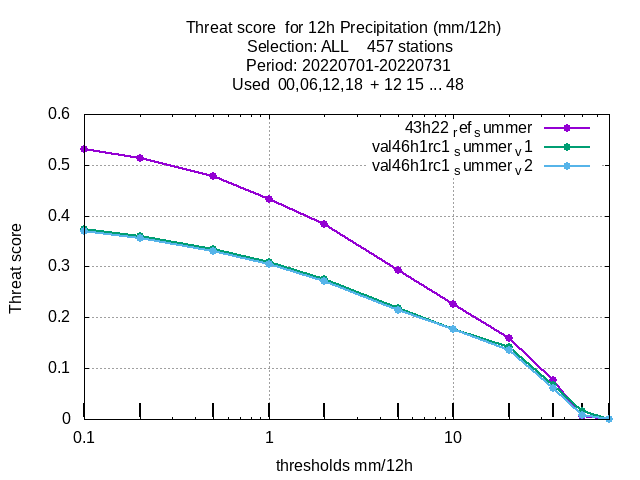 Threat score  for 12h Precipitation (mm/12h)
Selection: ALL    457 stations
Period: 20220701-20220731
Used  00,06,12,18  + 12 15 ... 48
43h22_ref_summer
val46h1rc1_summer_v1
val46h1rc1_summer_v2
0.6
0.5
0.4
0.3
0.2
0.1
0
Threat score
0.1 1 10
thresholds mm/12h